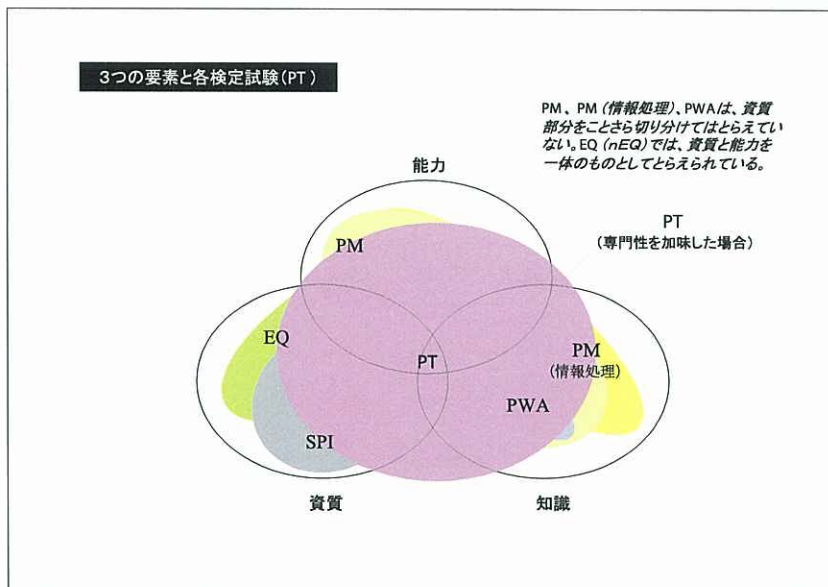 3つの要素と各検定試験(PT)
PM、PM(情報処理)、PWAは、資質
部分をことさら切り分けてはとらえてい
ない。EQ(nEQ)では、資質と能力を
一体のものとしてとらえられている。
能力
PT
(専門性を加味した場合)
PM
EQ
PT
PM
(情報処理)
PWA
SPI
資質
知識